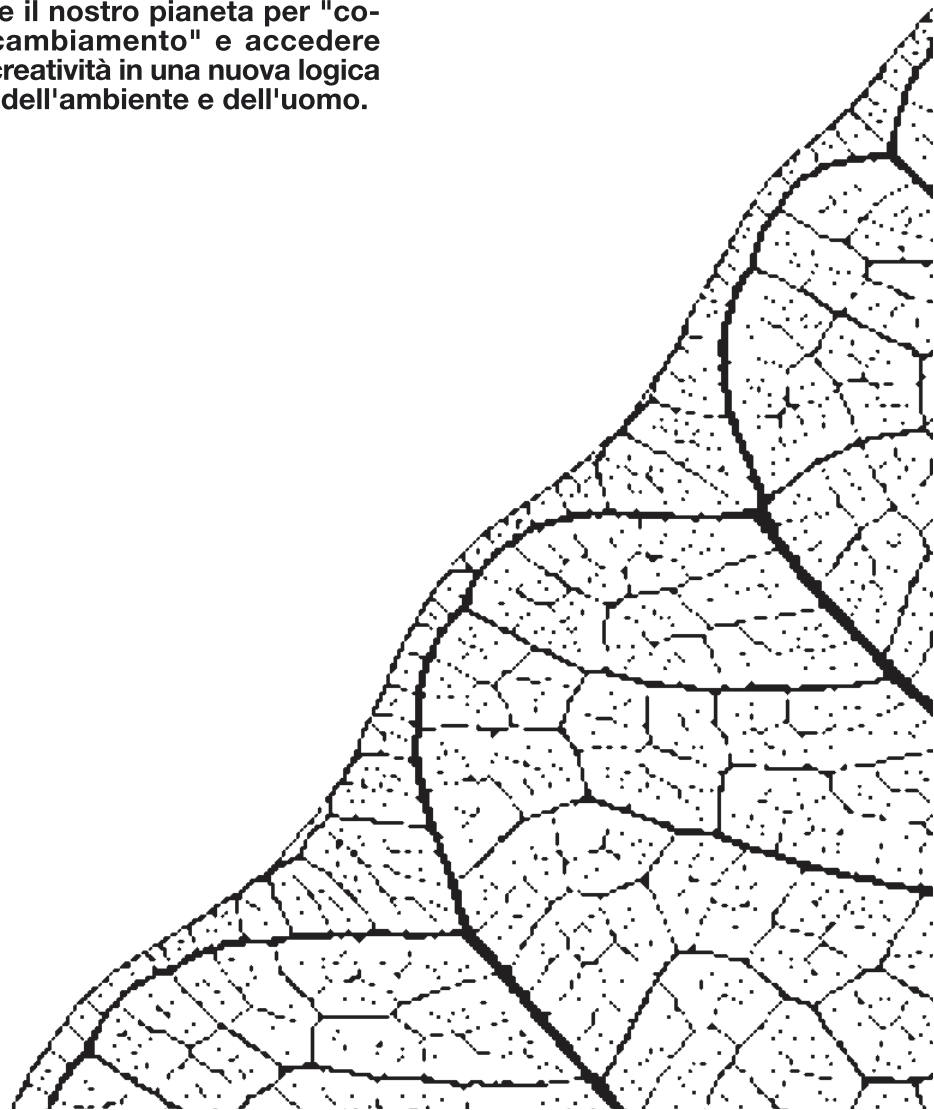 e il nostro pianeta per "co-
cambiamento" e accedere
creatività in una nuova logica
dell'ambiente e dell'uomo.